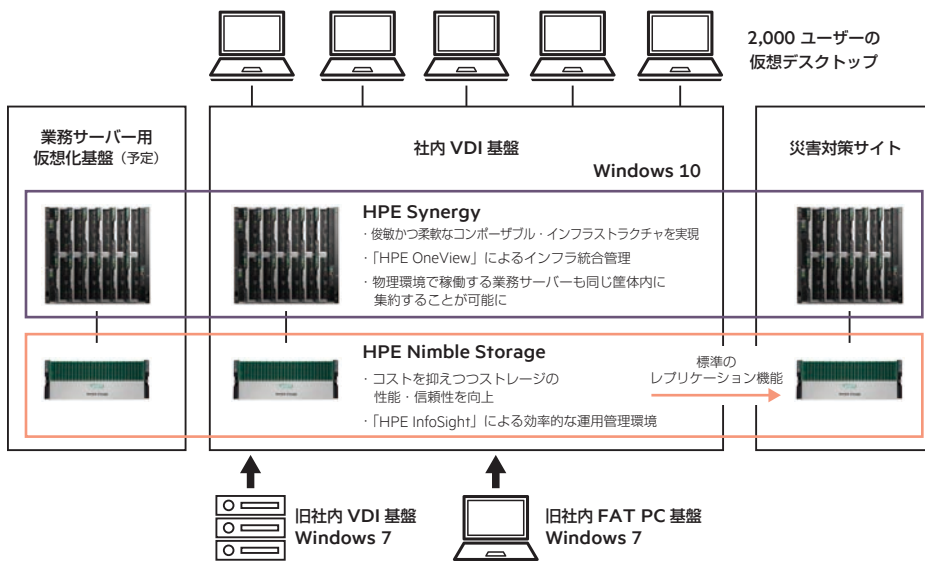 2,000 ユーザーの
仮想デスクトップ
業務サーバー用
仮想化基盤（予定）
社内 VDI 基盤
Windows 10
災害対策サイト
HPE Synergy
・俊敏かつ柔軟なコンポーザブル・インフラストラクチャを実現
・「HPE OneView」によるインフラ統合管理
・物理環境で稼働する業務サーバーも同じ筐体内に
集約することが可能に
HPE Nimble Storage
・コストを抑えつつストレージの
性能・信頼性を向上
・「HPE InfoSight」による効率的な運用管理環境
標準の
レプリケーション機能
旧社内 VDI 基盤
Windows 7
旧社内 FAT PC 基盤
Windows 7